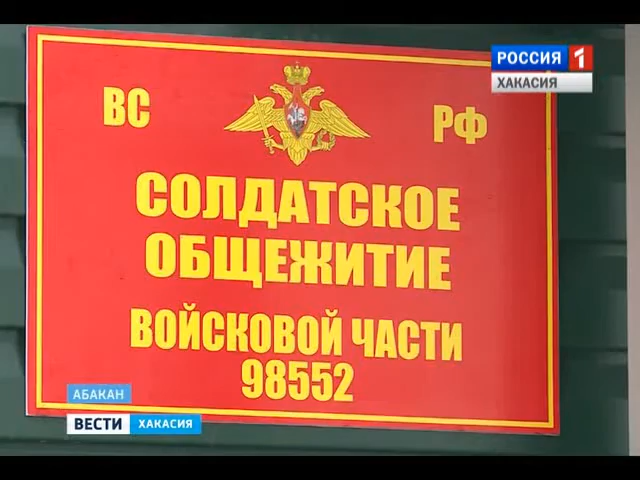 РОССИЯ 1
ХАКАСИЯ
ВС РФ
СОЛДАТСКОЕ
ОБЩЕЖИТИЕ
ВОЙСКОВОЙ ЧАСТИ
98552
АБАКАН
ВЕСТИ ХАКАСИЯ